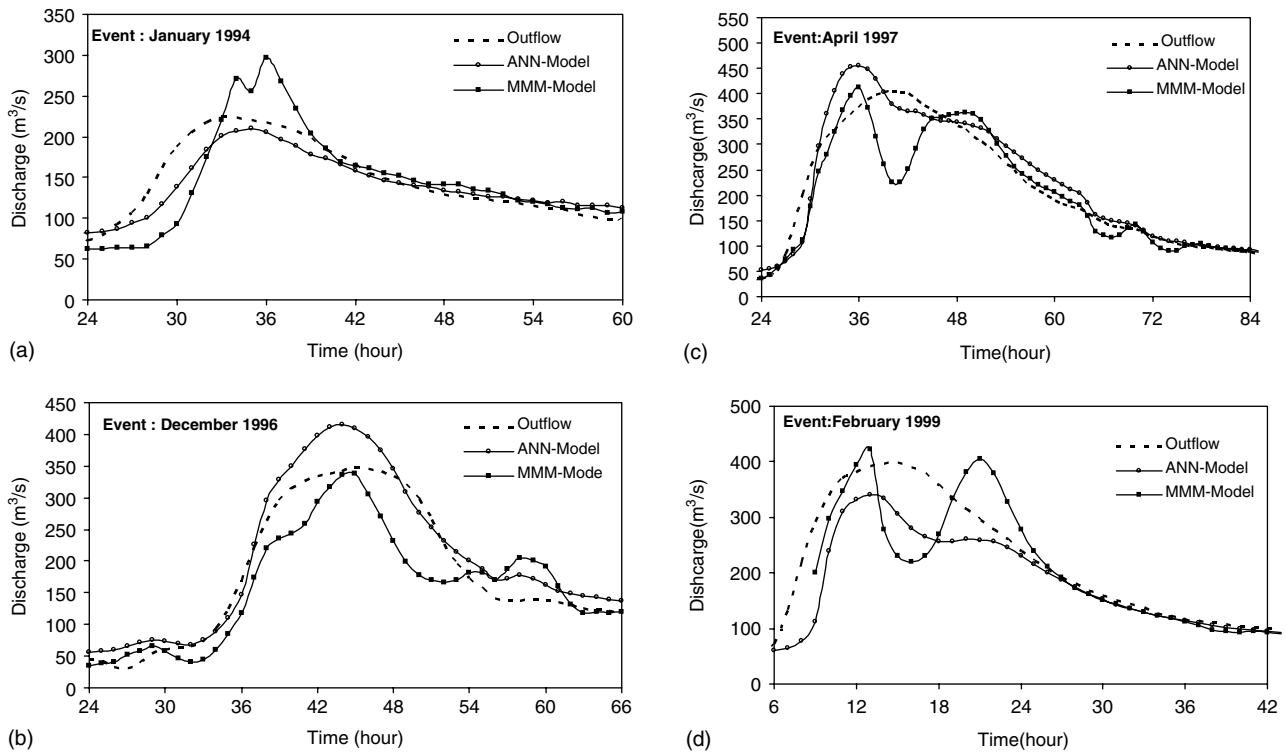 Event : January 1994
Outflow
ANN-Model
MMM-Model
350
300
250
200
150
100
50
0
Discharge (m³/s)
24 30 36 42 48 54 60
Time (hour)
(a)
Event:April 1997
Outflow
ANN-Model
MMM-Model
550
500
450
400
350
300
250
200
150
100
50
0
Dishcarge(m³/s)
24 36 48 60 72 84
Time(hour)
(c)
Event : December 1996
Outflow
ANN-Model
MMM-Mode
450
400
350
300
250
200
150
100
50
0
Discharge (m³/s)
24 30 36 42 48 54 60 66
Time (hour)
(b)
Event:February 1999
Outflow
ANN-Model
MMM-Model
500
400
300
200
100
0
Dishcarge (m³/s)
6 12 18 24 30 36 42
Time(hour)
(d)